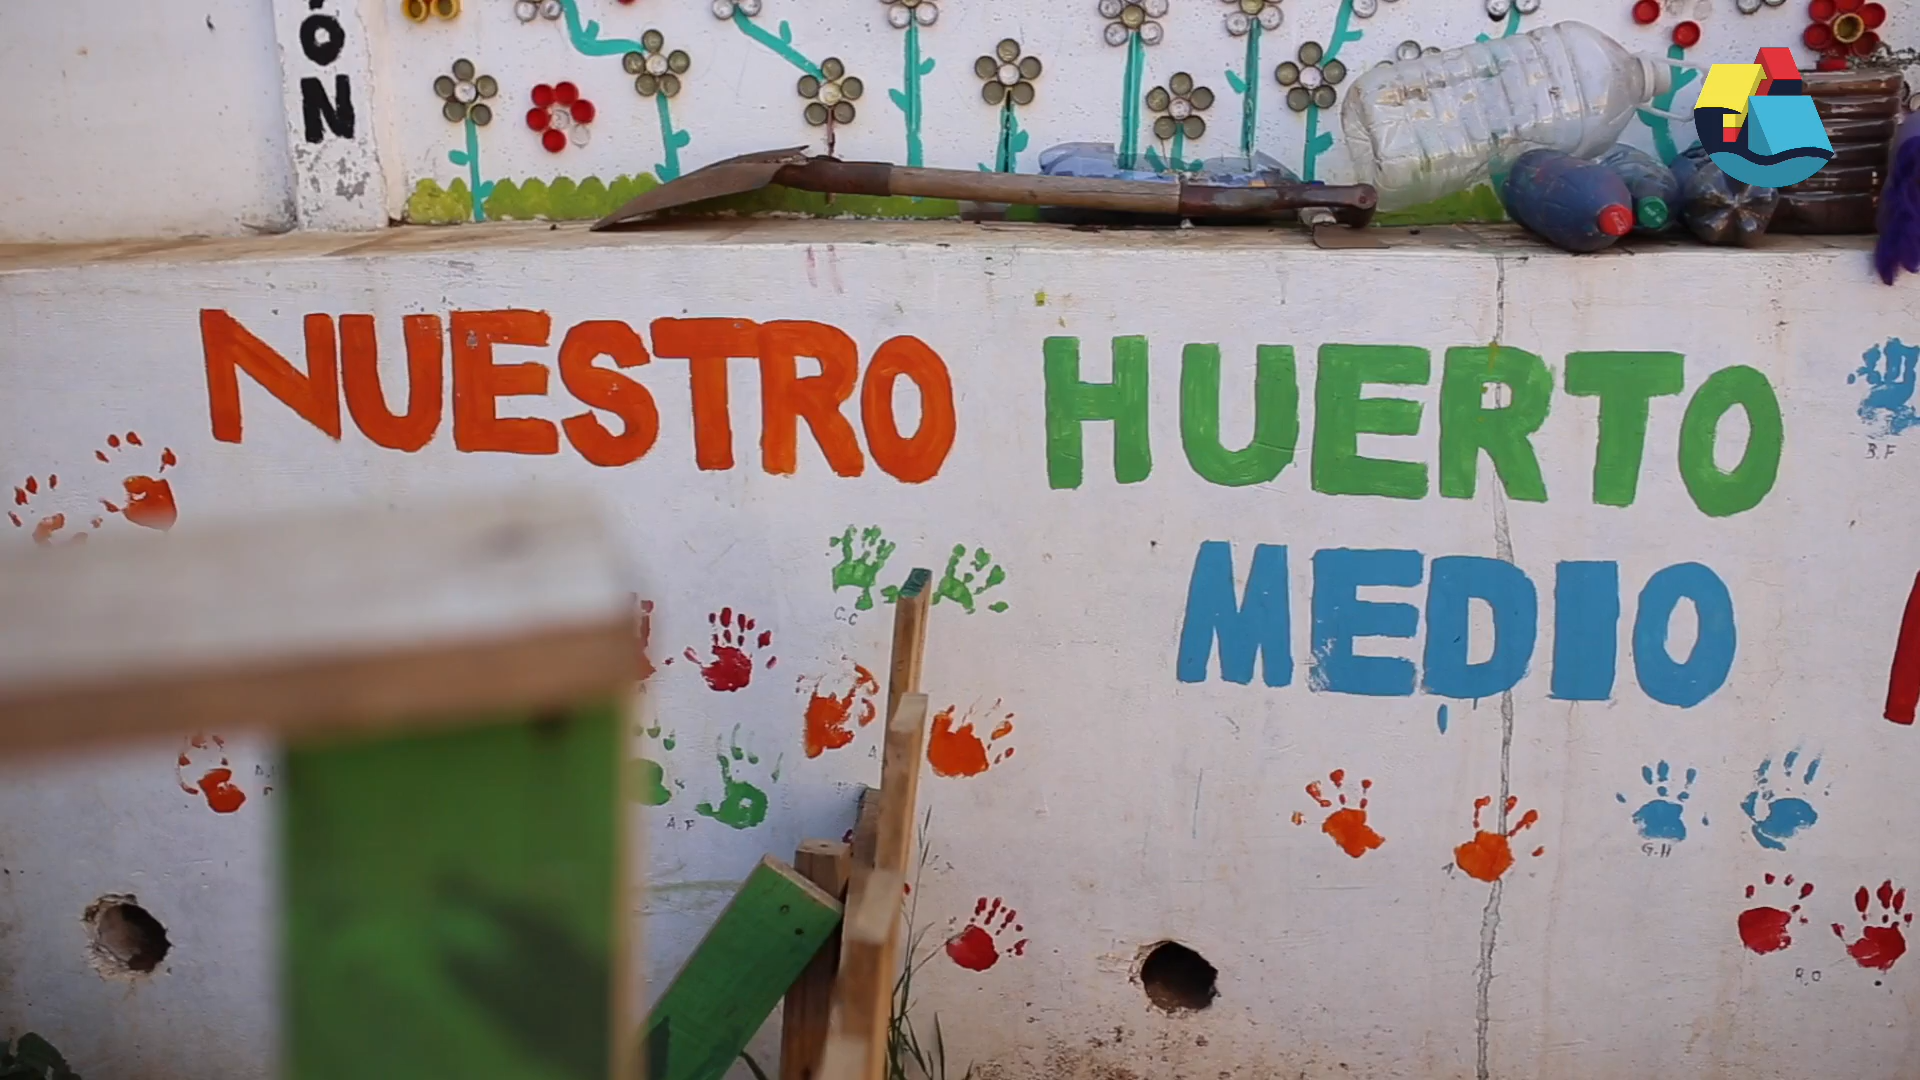 ÓN
NUESTRO HUERTO
MEDIO
B.F
C.C
A.F
G.H
R.O